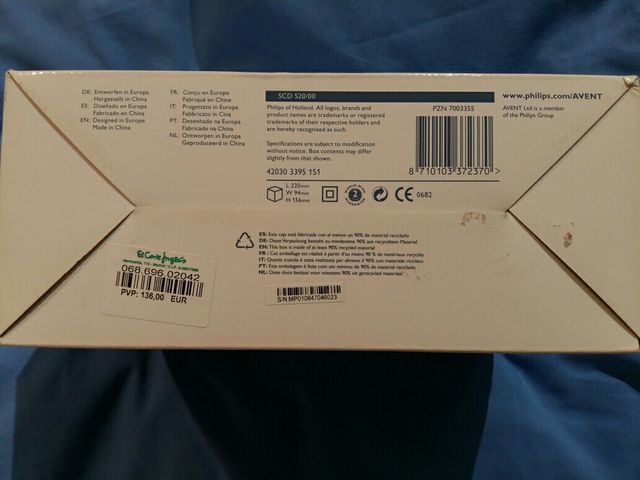 DE: Entworfen in Europa
Hergestellt in China
ES: Diseñado en Europa
Fabricado en China
EN: Designed in Europe
Made in China
FR: Conçu en Europe
Fabriqué en Chine
IT: Progettato in Europa
Fabbricato in Cina
PT: Desenhado na Europa
Fabricado na China
NL: Ontworpen in Europa
Geproduceerd in China
SCD 520/00
Philips of Holland. All logos, brands and
product names are trademarks or registered
trademarks of their respective holders and
are hereby recognised as such.
Specifications are subject to modification
without notice. Box contents may differ
slightly from that shown.
42030 3395 151
L 220mm
W 94mm
H 156mm
2
CE 0682
PZN 7003355
8 710103 372370 >
www.philips.com/AVENT
AVENT Ltd is a member
of the Philips Group
ES: Esta caja está fabricada con al menos un 90% de material reciclado
DE: Diese Verpackung besteht zu mindestens 90% aus recyceltem Material
EN: This box is made of at least 90% recycled material
FR: Cet emballage est réalisé à partir d'au moins 90 % de matériaux recyclés
IT: Questa scatola è stata realizzata per almeno il 90% con materiale riciclato
PT: Esta embalagem é feita com um mínimo de 90% de material reciclado
NL: Deze doos bestaat voor minstens 90% uit gerecycled materiaal
S/N MP010847046023
El Corte Inglés
068.696.02042
PVP: 136,00 EUR